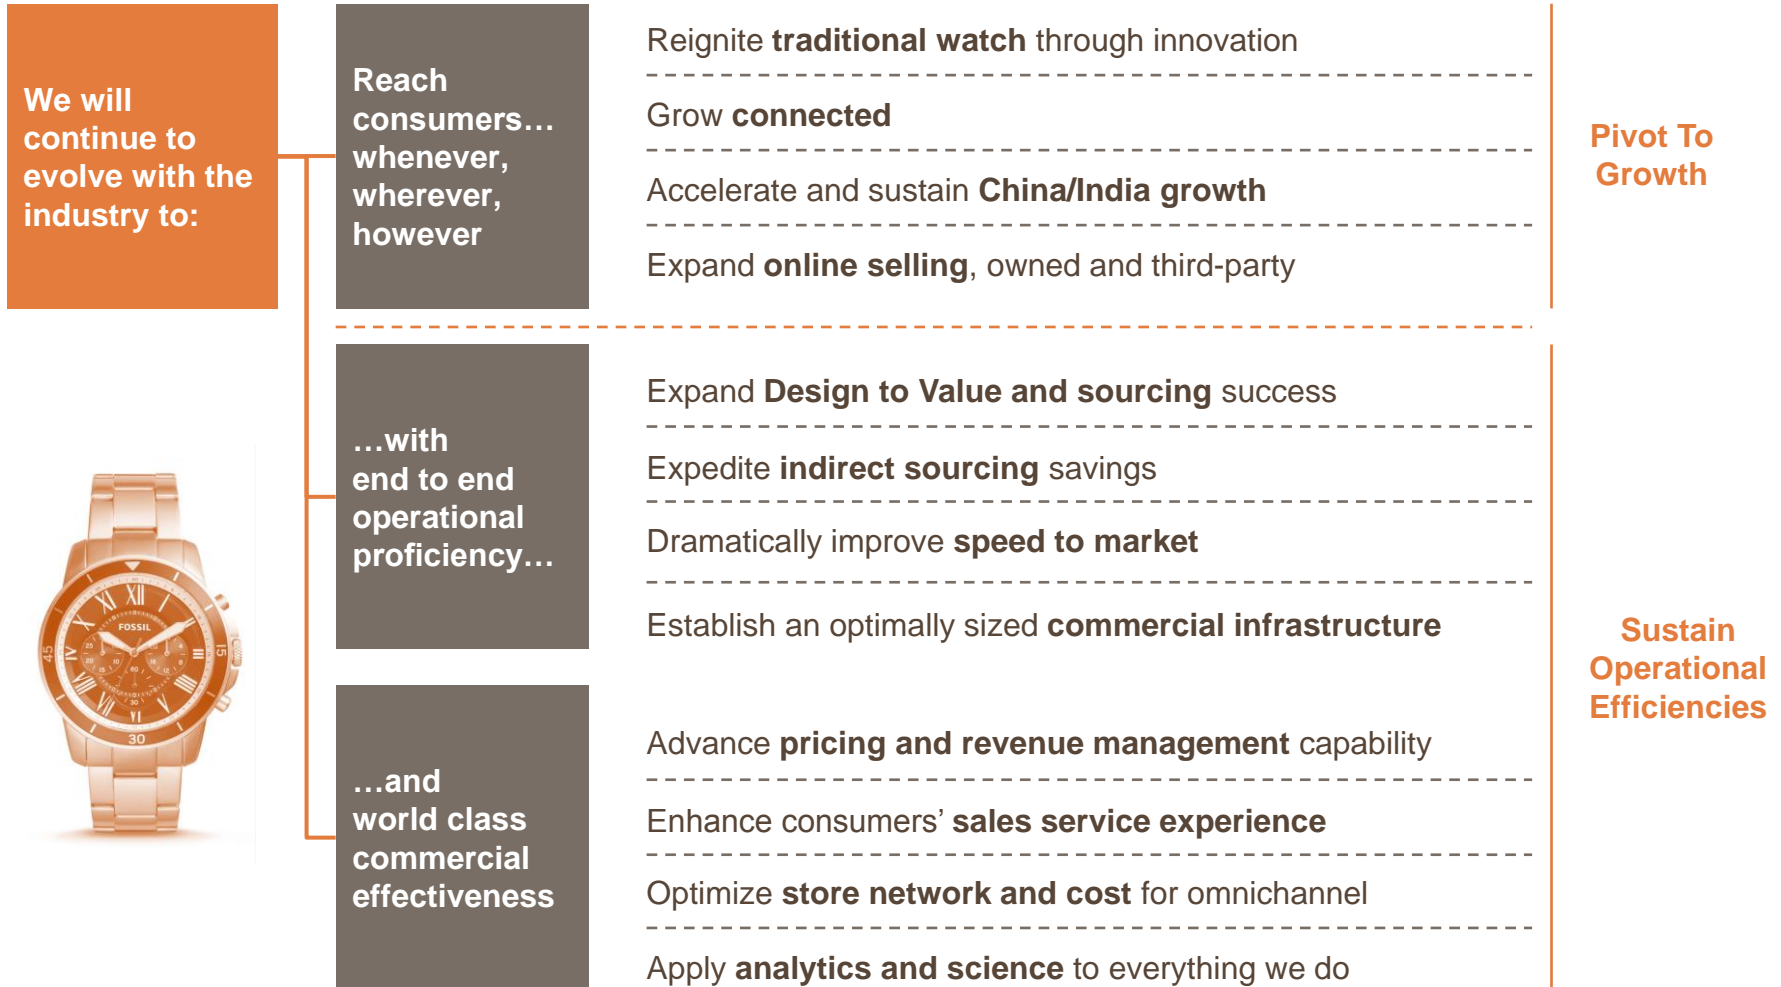 We will
continue to
evolve with the
industry to:
Reach
consumers…
whenever,
wherever,
however
Reignite traditional watch through innovation
Grow connected
Accelerate and sustain China/India growth
Expand online selling, owned and third-party
Pivot To
Growth
…with
end to end
operational
proficiency…
Expand Design to Value and sourcing success
Expedite indirect sourcing savings
Dramatically improve speed to market
Establish an optimally sized commercial infrastructure
…and
world class
commercial
effectiveness
Advance pricing and revenue management capability
Enhance consumers’ sales service experience
Optimize store network and cost for omnichannel
Apply analytics and science to everything we do
Sustain
Operational
Efficiencies
FOSSIL
XII
45
15
30